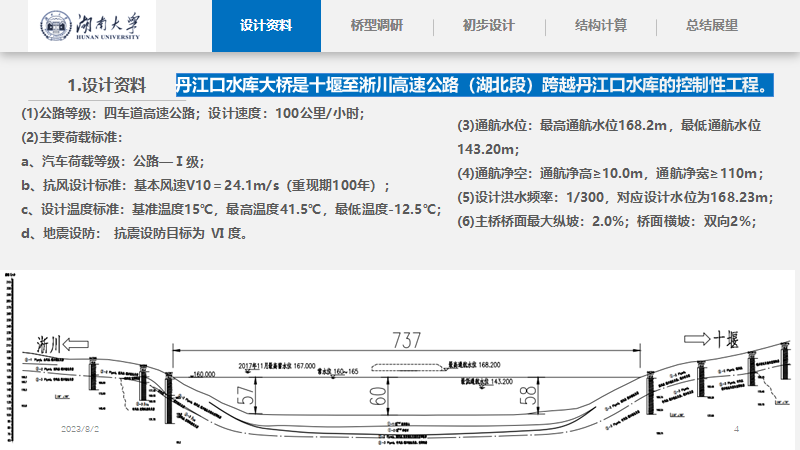 湖南大学
HUNAN UNIVERSITY
设计资料
桥型调研
初步设计
结构计算
总结展望
1.设计资料
丹江口水库大桥是十堰至淅川高速公路（湖北段）跨越丹江口水库的控制性工程。
(1)公路等级：四车道高速公路；设计速度：100公里/小时；
(2)主要荷载标准：
a、汽车荷载等级：公路—Ⅰ级；
b、抗风设计标准：基本风速V10＝24.1m/s（重现期100年）；
c、设计温度标准：基准温度15℃，最高温度41.5℃，最低温度-12.5℃；
d、地震设防： 抗震设防目标为 Ⅵ 度。
(3)通航水位：最高通航水位168.2m，最低通航水位
143.20m；
(4)通航净空：通航净高≥10.0m，通航净宽≥110m；
(5)设计洪水频率：1/300，对应设计水位为168.23m；
(6)主桥桥面最大纵坡：2.0%；桥面横坡：双向2%；
淅川
737
十堰
2017年11月最高蓄水位 167.000
常水位 160~165
最高通航水位 168.200
160.000
最低通航水位 143.200
57
60
58
2023/8/2
4